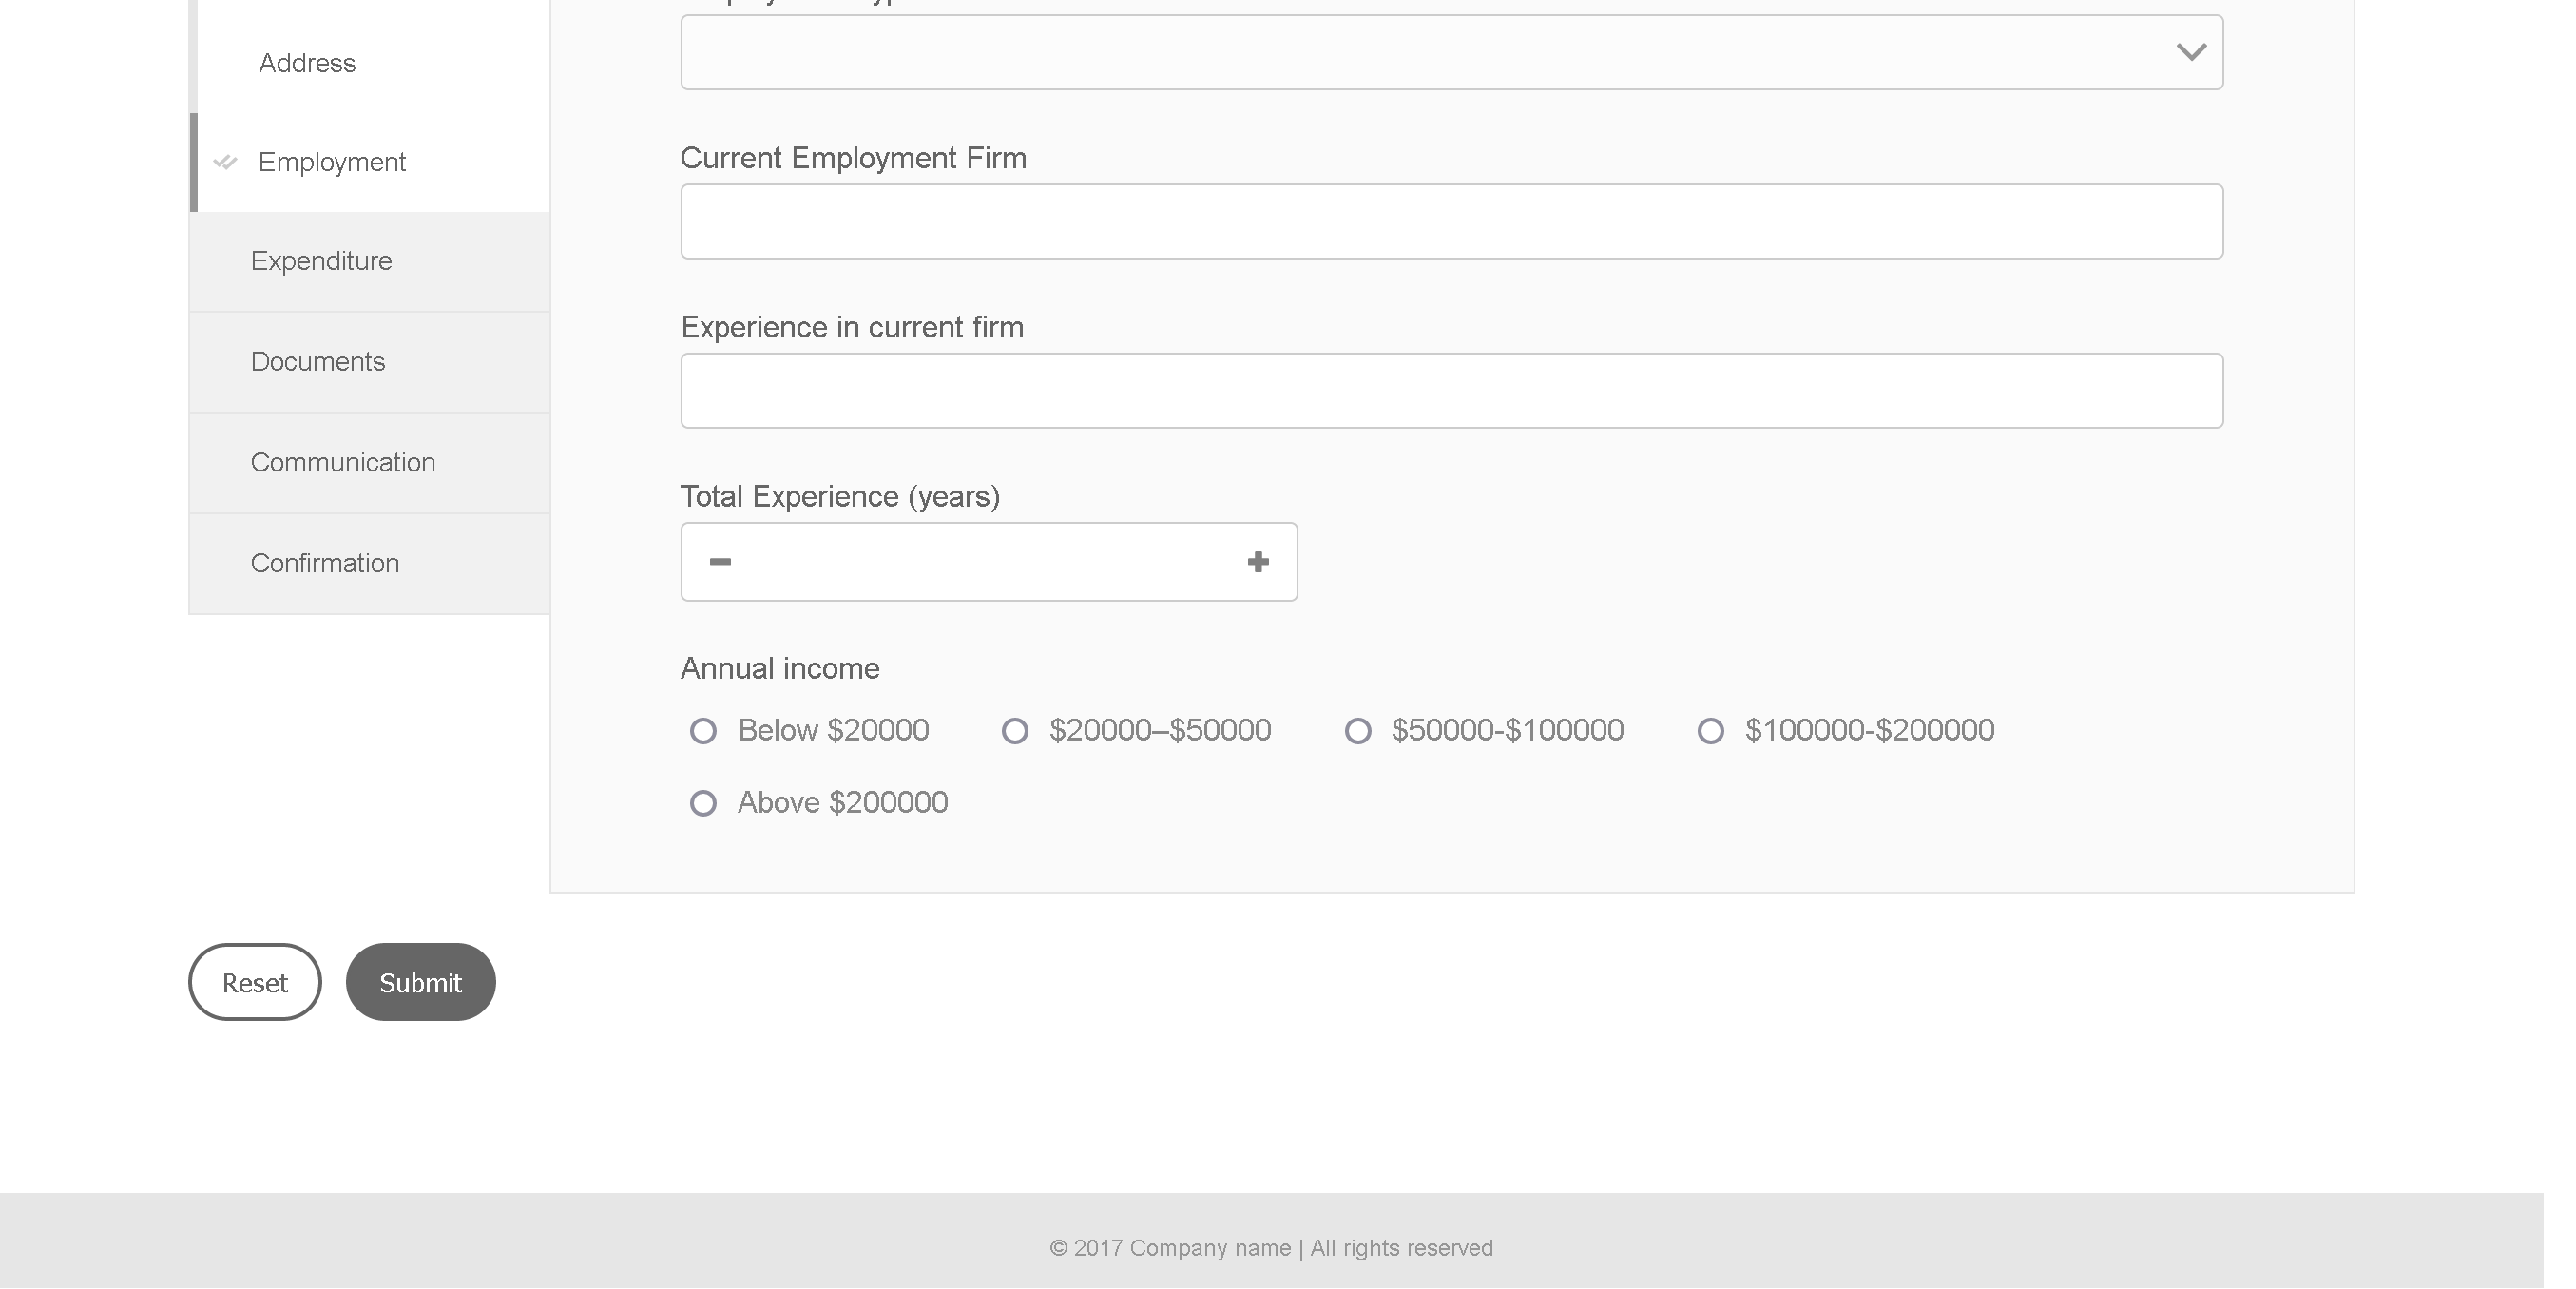 Address
Employment
Expenditure
Documents
Communication
Confirmation
Current Employment Firm
Experience in current firm
Total Experience (years)
Annual income
Below $20000 $20000–$50000 $50000-$100000 $100000-$200000
Above $200000
Reset Submit
© 2017 Company name | All rights reserved